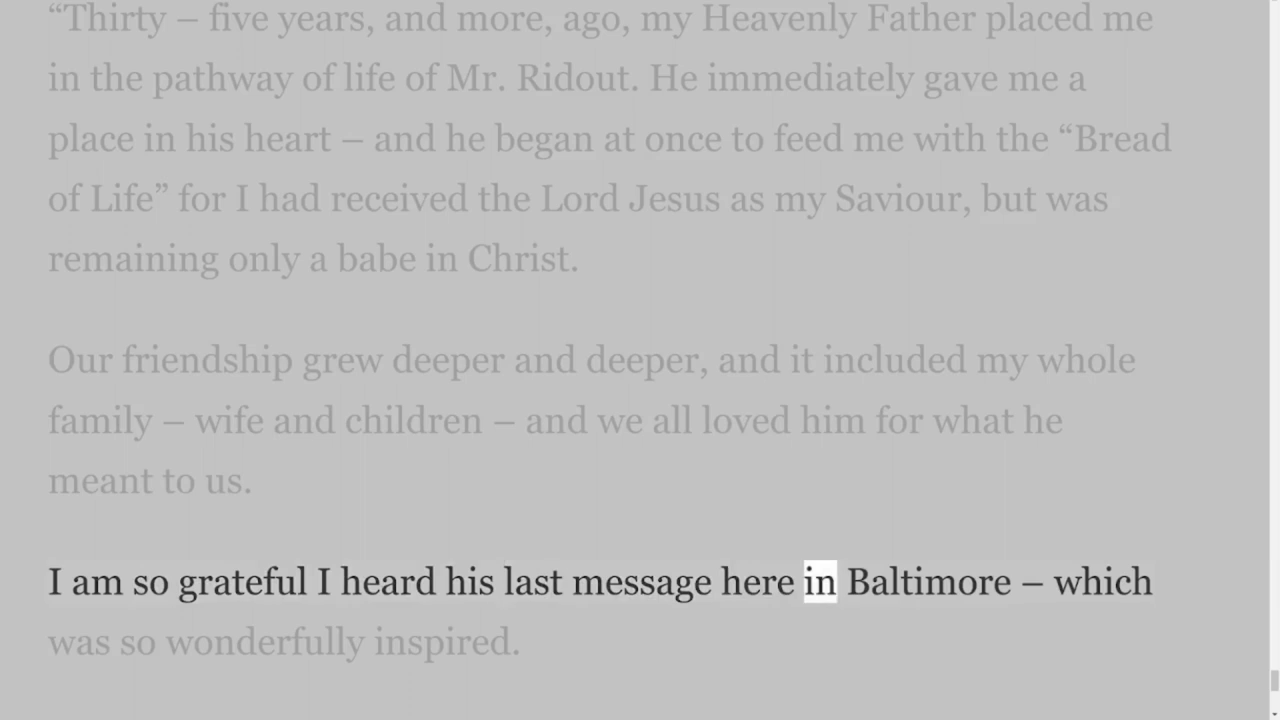 “Thirty – five years, and more, ago, my Heavenly Father placed me
in the pathway of life of Mr. Ridout. He immediately gave me a
place in his heart – and he began at once to feed me with the “Bread
of Life” for I had received the Lord Jesus as my Saviour, but was
remaining only a babe in Christ.
Our friendship grew deeper and deeper, and it included my whole
family – wife and children – and we all loved him for what he
meant to us.
I am so grateful I heard his last message here in Baltimore – which
was so wonderfully inspired.